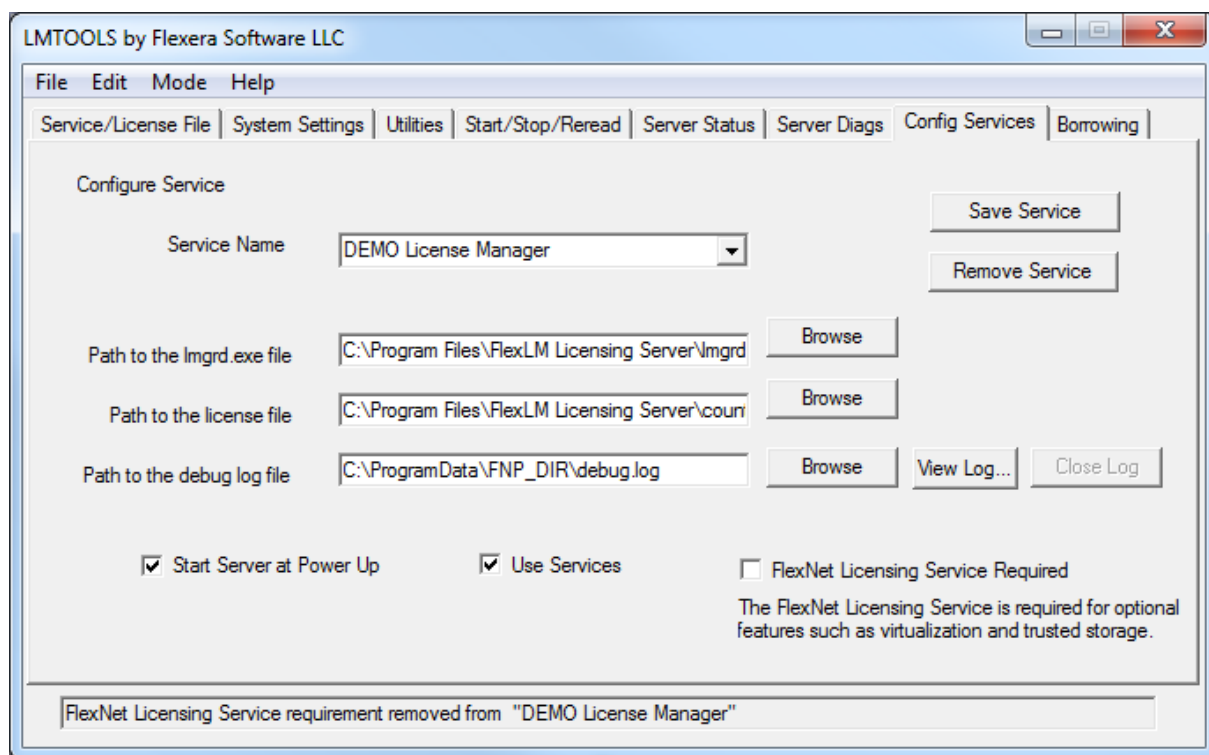 LMTOOLS by Flexera Software LLC
File Edit Mode Help
Service/License File System Settings Utilities Start/Stop/Reread Server Status Server Diags Config Services Borrowing
Configure Service
Save Service
Service Name DEMO License Manager
Remove Service
Path to the lmgrd.exe file C:\Program Files\FlexLM Licensing Server\lmgrd Browse
Path to the license file C:\Program Files\FlexLM Licensing Server\coun Browse
Path to the debug log file C:\ProgramData\FNP_DIR\debug.log Browse View Log... Close Log
Start Server at Power Up Use Services FlexNet Licensing Service Required
The FlexNet Licensing Service is required for optional
features such as virtualization and trusted storage.
FlexNet Licensing Service requirement removed from "DEMO License Manager"